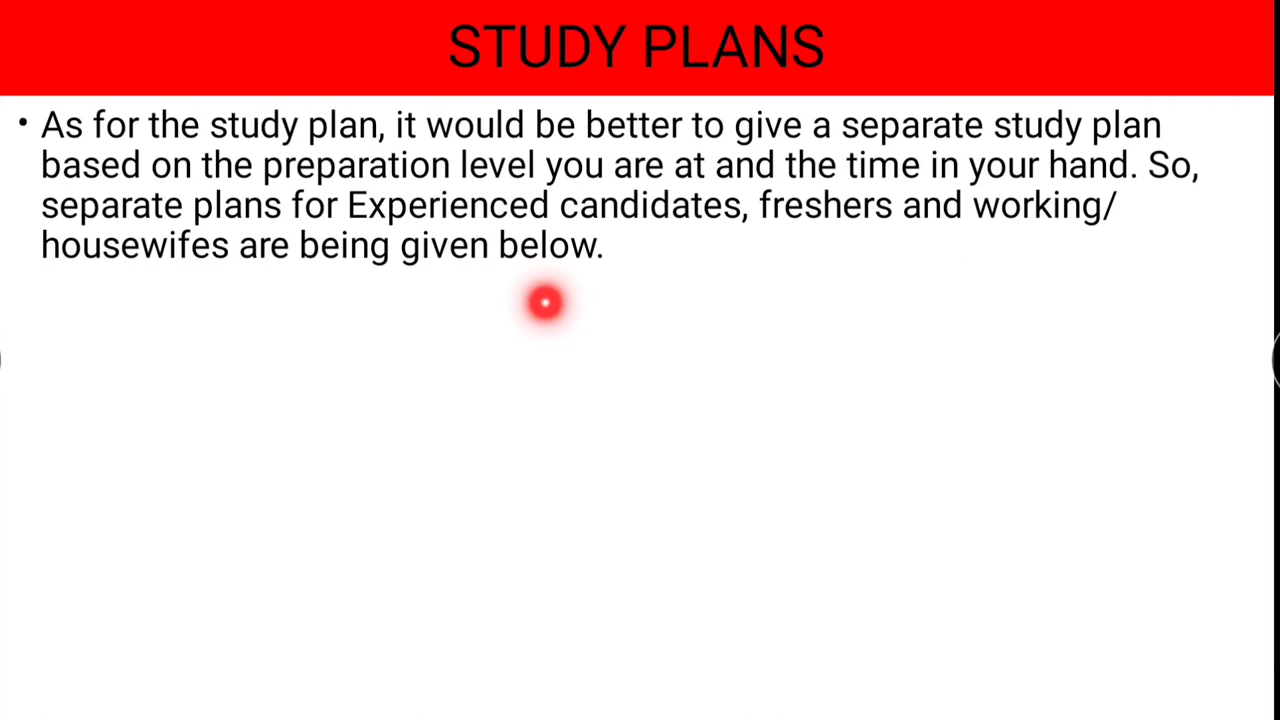 STUDY PLANS
• As for the study plan, it would be better to give a separate study plan
based on the preparation level you are at and the time in your hand. So,
separate plans for Experienced candidates, freshers and working/
housewifes are being given below.